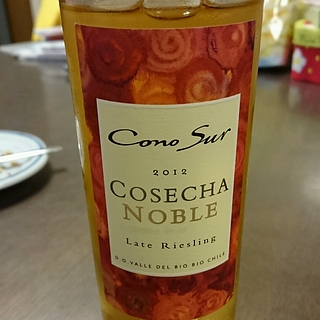 Cono Sur
2012
COSECHA
NOBLE
Late Riesling
D.O. VALLE DEL BIO BIO CHILE